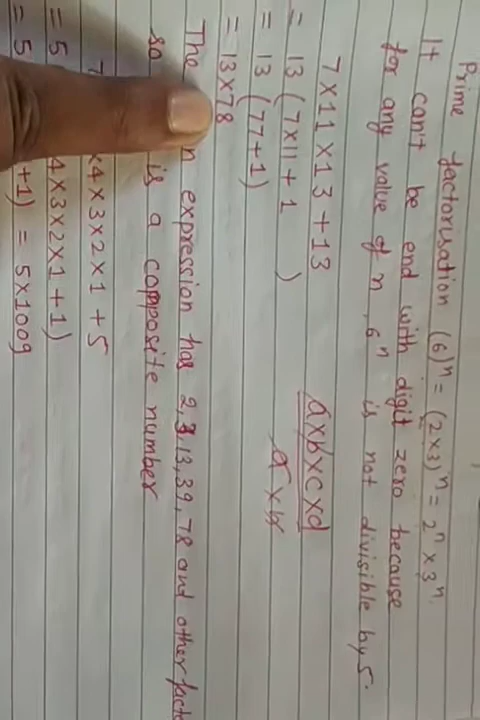 Prime factorisation (6)ⁿ = (2×3)ⁿ = 2ⁿ × 3ⁿ.
It can't be end with digit zero because
for any value of n, 6ⁿ is not divisible by 5.
7×11×13+13
= 13 (7×11+1)
= 13 (77+1)
= 13×78
a×b×c×d
a×b
The n expression has 2,3,13,39,78 and other facto
so is a composite number
7 ×4×3×2×1+5
= 5 4×3×2×1+1)
= 5 +1) = 5×1009